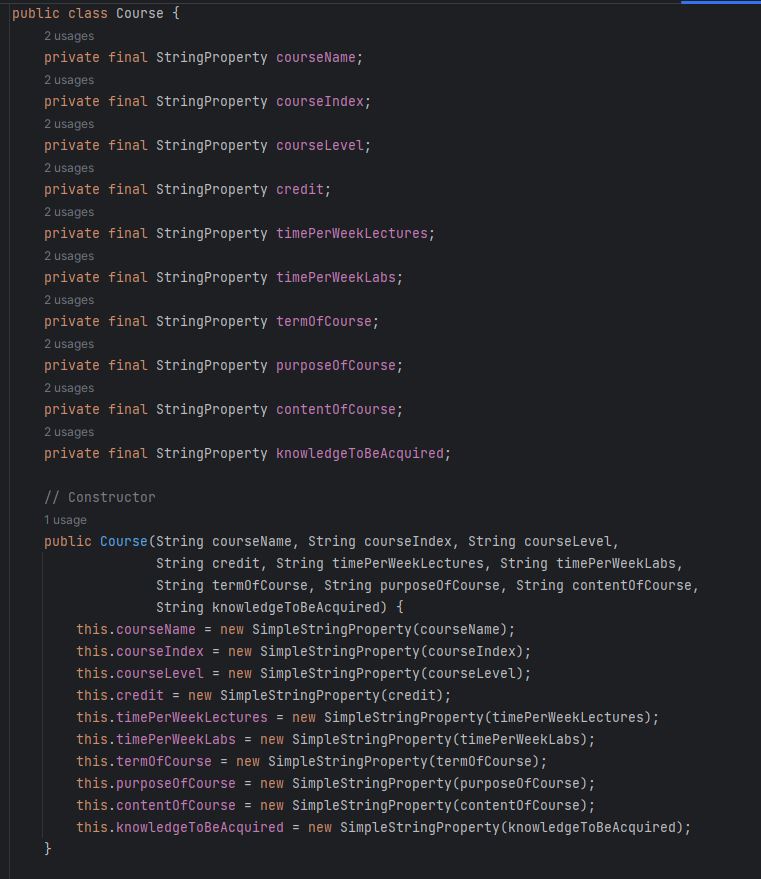 public class Course {
2 usages
private final StringProperty courseName;
2 usages
private final StringProperty courseIndex;
2 usages
private final StringProperty courseLevel;
2 usages
private final StringProperty credit;
2 usages
private final StringProperty timePerWeekLectures;
2 usages
private final StringProperty timePerWeekLabs;
2 usages
private final StringProperty termOfCourse;
2 usages
private final StringProperty purposeOfCourse;
2 usages
private final StringProperty contentOfCourse;
2 usages
private final StringProperty knowledgeToBeAcquired;
// Constructor
1 usage
public Course(String courseName, String courseIndex, String courseLevel,
String credit, String timePerWeekLectures, String timePerWeekLabs,
String termOfCourse, String purposeOfCourse, String contentOfCourse,
String knowledgeToBeAcquired) {
this.courseName = new SimpleStringProperty(courseName);
this.courseIndex = new SimpleStringProperty(courseIndex);
this.courseLevel = new SimpleStringProperty(courseLevel);
this.credit = new SimpleStringProperty(credit);
this.timePerWeekLectures = new SimpleStringProperty(timePerWeekLectures);
this.timePerWeekLabs = new SimpleStringProperty(timePerWeekLabs);
this.termOfCourse = new SimpleStringProperty(termOfCourse);
this.purposeOfCourse = new SimpleStringProperty(purposeOfCourse);
this.contentOfCourse = new SimpleStringProperty(contentOfCourse);
this.knowledgeToBeAcquired = new SimpleStringProperty(knowledgeToBeAcquired);
}